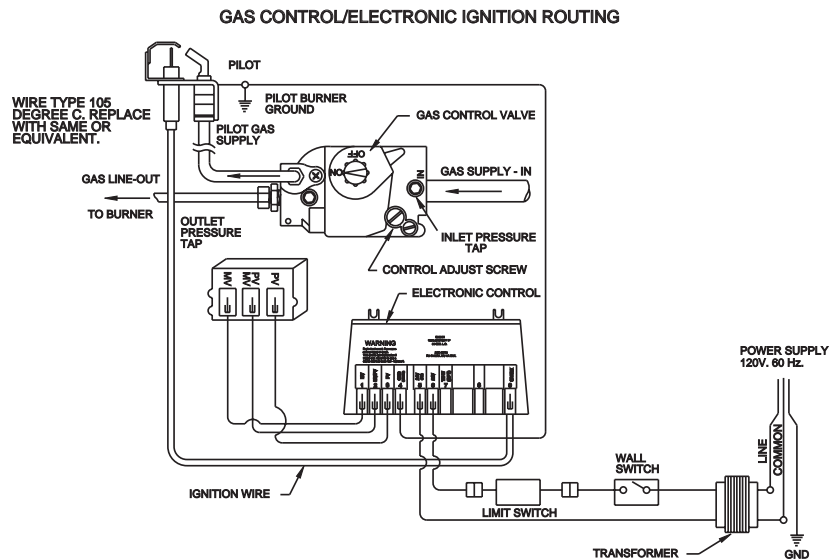 GAS CONTROL/ELECTRONIC IGNITION ROUTING
PILOT
WIRE TYPE 105
DEGREE C. REPLACE
WITH SAME OR
EQUIVALENT.
PILOT BURNER
GROUND
PILOT GAS
SUPPLY
GAS CONTROL VALVE
OFF
ON
IN
GAS LINE-OUT
GAS SUPPLY - IN
TO BURNER
OUTLET
PRESSURE
TAP
INLET PRESSURE
TAP
CONTROL ADJUST SCREW
MV
PV
MV
PV
ELECTRONIC CONTROL
WARNING
POWER SUPPLY
120V. 60 Hz.
LINE
COMMON
WALL
SWITCH
IGNITION WIRE
LIMIT SWITCH
TRANSFORMER
GND